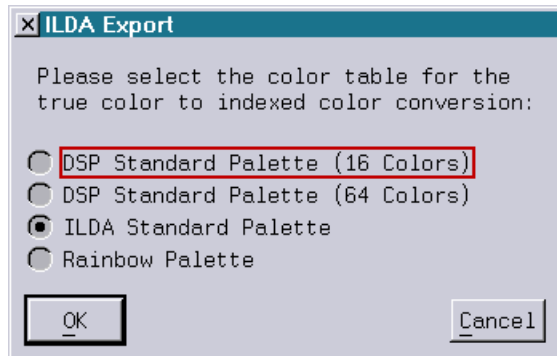 ILDA Export
Please select the color table for the
true color to indexed color conversion:
DSP Standard Palette (16 Colors)
DSP Standard Palette (64 Colors)
ILDA Standard Palette
Rainbow Palette
OK
Cancel